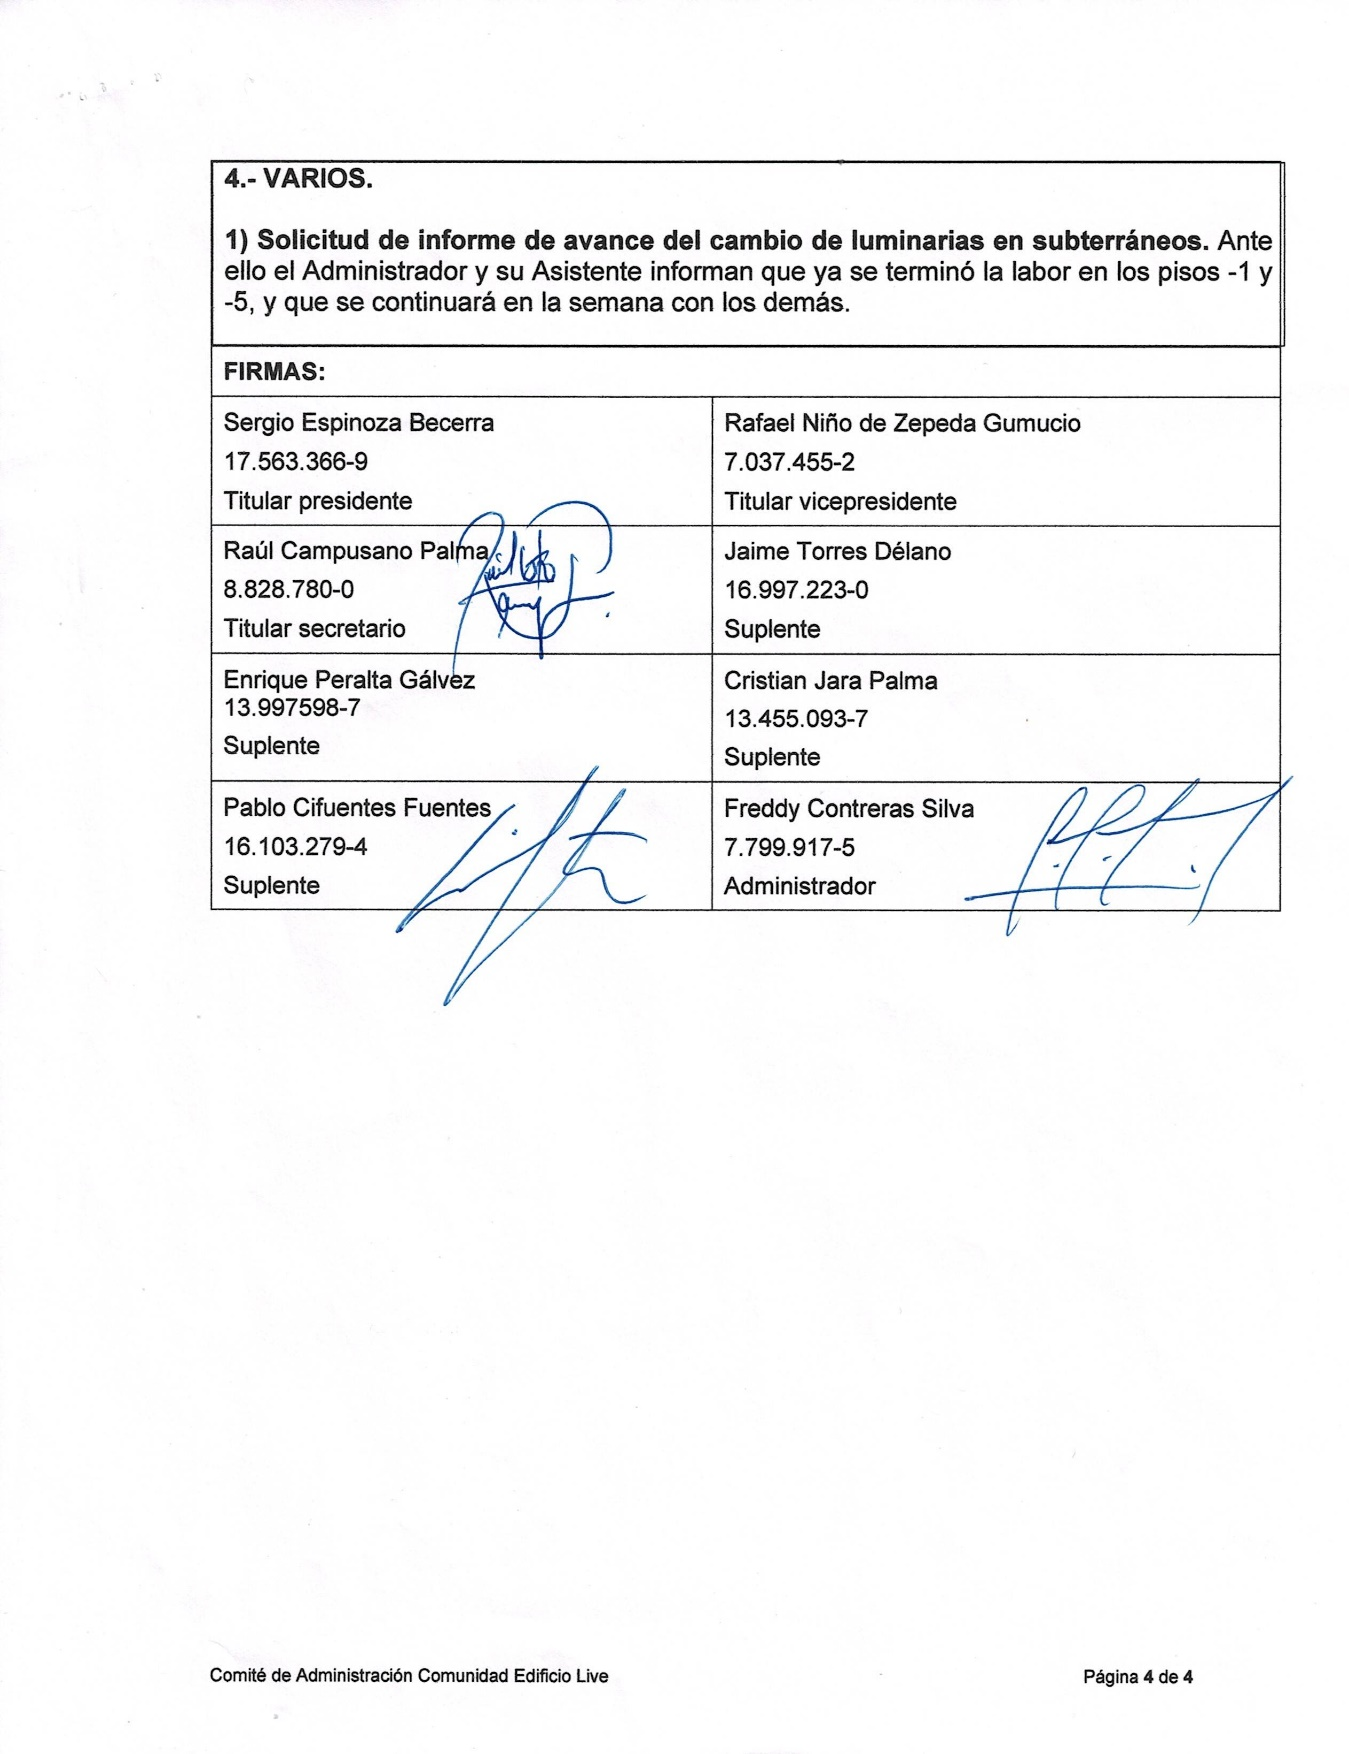 4.- VARIOS.
1) Solicitud de informe de avance del cambio de luminarias en subterráneos. Ante
ello el Administrador y su Asistente informan que ya se terminó la labor en los pisos -1 y
-5, y que se continuará en la semana con los demás.
FIRMAS:
Sergio Espinoza Becerra
17.563.366-9
Titular presidente
Rafael Niño de Zepeda Gumucio
7.037.455-2
Titular vicepresidente
Raúl Campusano Palma
8.828.780-0
Titular secretario
Jaime Torres Délano
16.997.223-0
Suplente
Enrique Peralta Gálvez
13.997598-7
Suplente
Cristian Jara Palma
13.455.093-7
Suplente
Pablo Cifuentes Fuentes
16.103.279-4
Suplente
Freddy Contreras Silva
7.799.917-5
Administrador
Comité de Administración Comunidad Edificio Live
Página 4 de 4